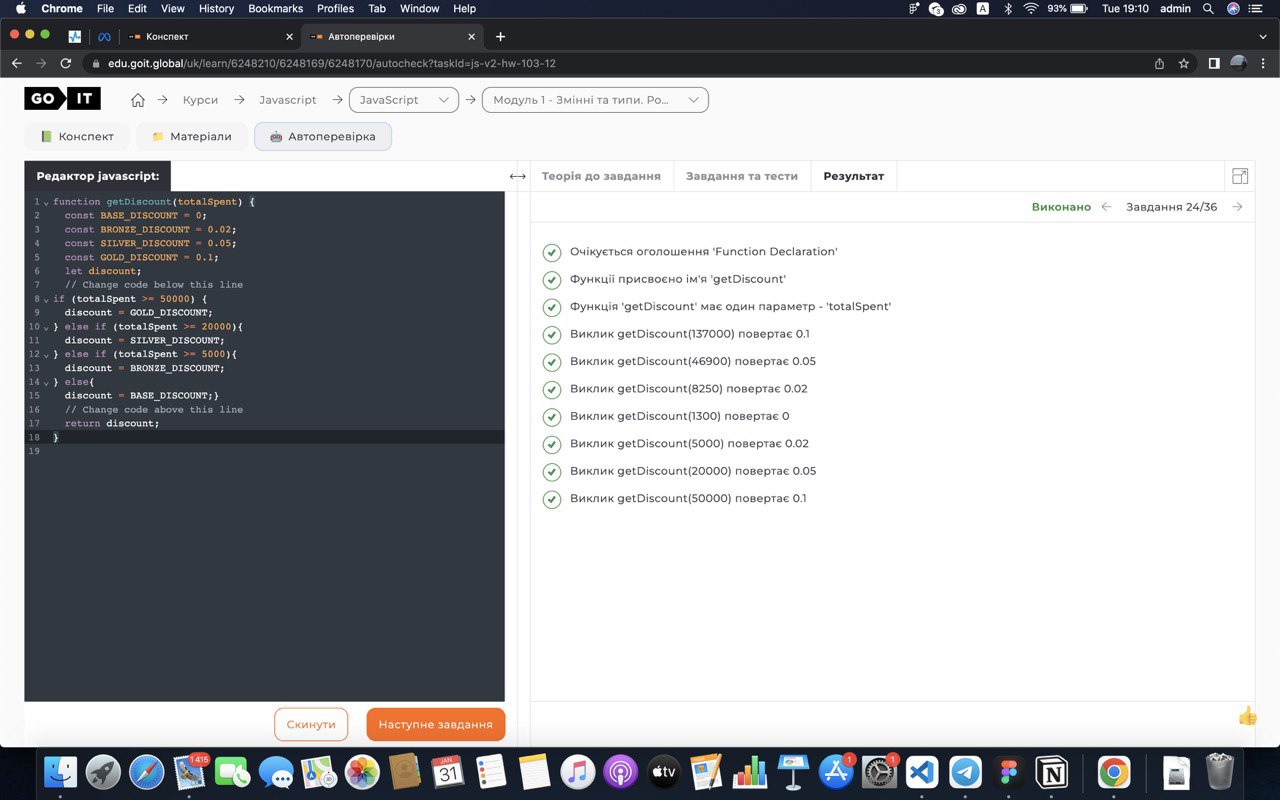 Chrome File Edit View History Bookmarks Profiles Tab Window Help
3 A 93% Tue 19:10 admin
Конспект
Автоперевірки
edu.goit.global/uk/learn/6248210/6248169/6248170/autocheck?taskId=js-v2-hw-103-12
GO IT
Курси
Javascript
JavaScript
Модуль 1 - Змінні та типи. Ро...
Конспект
Матеріали
Автоперевірка
Редактор javascript:
1 function getDiscount(totalSpent) {
2 const BASE_DISCOUNT = 0;
3 const BRONZE_DISCOUNT = 0.02;
4 const SILVER_DISCOUNT = 0.05;
5 const GOLD_DISCOUNT = 0.1;
6 let discount;
7 // Change code below this line
8 if (totalSpent >= 50000) {
9 discount = GOLD_DISCOUNT;
10 } else if (totalSpent >= 20000){
11 discount = SILVER_DISCOUNT;
12 } else if (totalSpent >= 5000){
13 discount = BRONZE_DISCOUNT;
14 } else{
15 discount = BASE_DISCOUNT;}
16 // Change code above this line
17 return discount;
18 }
19
Скинути
Наступне завдання
Теорія до завдання
Завдання та тести
Результат
Виконано
Завдання 24/36
Очікується оголошення 'Function Declaration'
Функції присвоєно ім'я 'getDiscount'
Функція 'getDiscount' має один параметр - 'totalSpent'
Виклик getDiscount(137000) повертає 0.1
Виклик getDiscount(46900) повертає 0.05
Виклик getDiscount(8250) повертає 0.02
Виклик getDiscount(1300) повертає 0
Виклик getDiscount(5000) повертає 0.02
Виклик getDiscount(20000) повертає 0.05
Виклик getDiscount(50000) повертає 0.1
1 415
JAN
31
tv
1
1